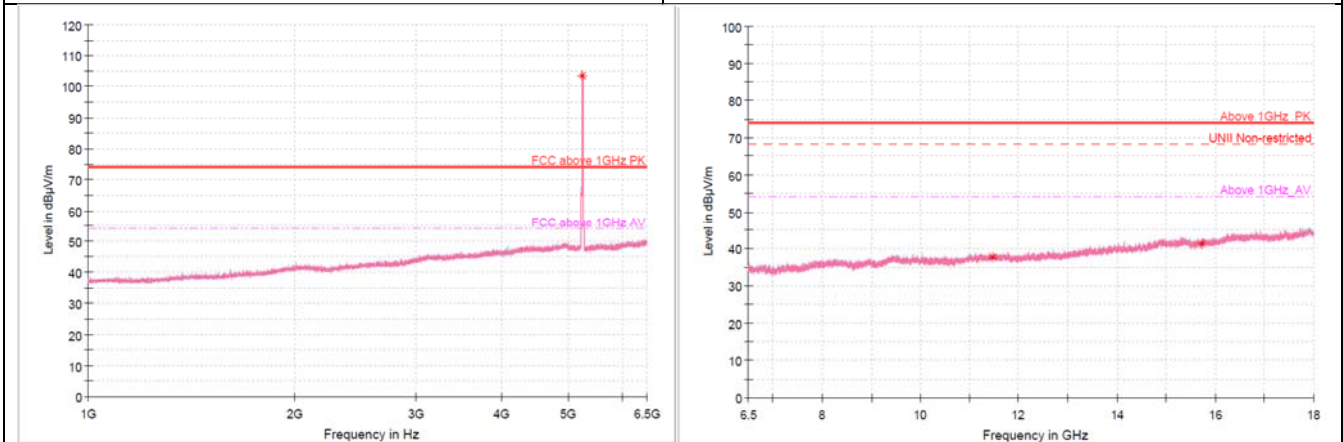 120
110
100
90
80
70
60
50
40
30
20
10
0
Level in dBµV/m
FCC above 1GHz PK
FCC above 1GHz AV
1G
2G
3G
4G
5G
6.5G
Frequency in Hz
100
90
80
70
60
50
40
30
20
10
0
Level in dBµV/m
Above 1GHz_PK
UNII Non-restricted
Above 1GHz_AV
6.5
8
10
12
14
16
18
Frequency in GHz